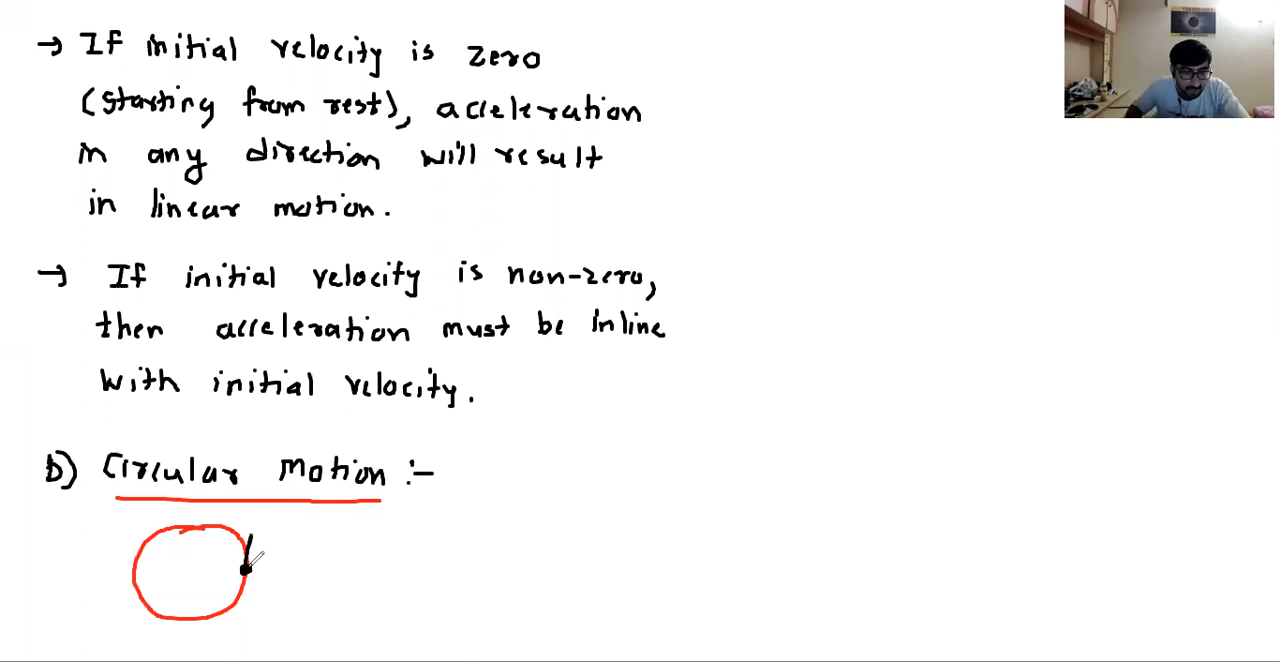 → If initial velocity is zero
(starting from rest), acceleration
in any direction will result
in linear motion.
→ If initial velocity is non-zero,
then acceleration must be inline
with initial velocity.
b) Circular Motion :-